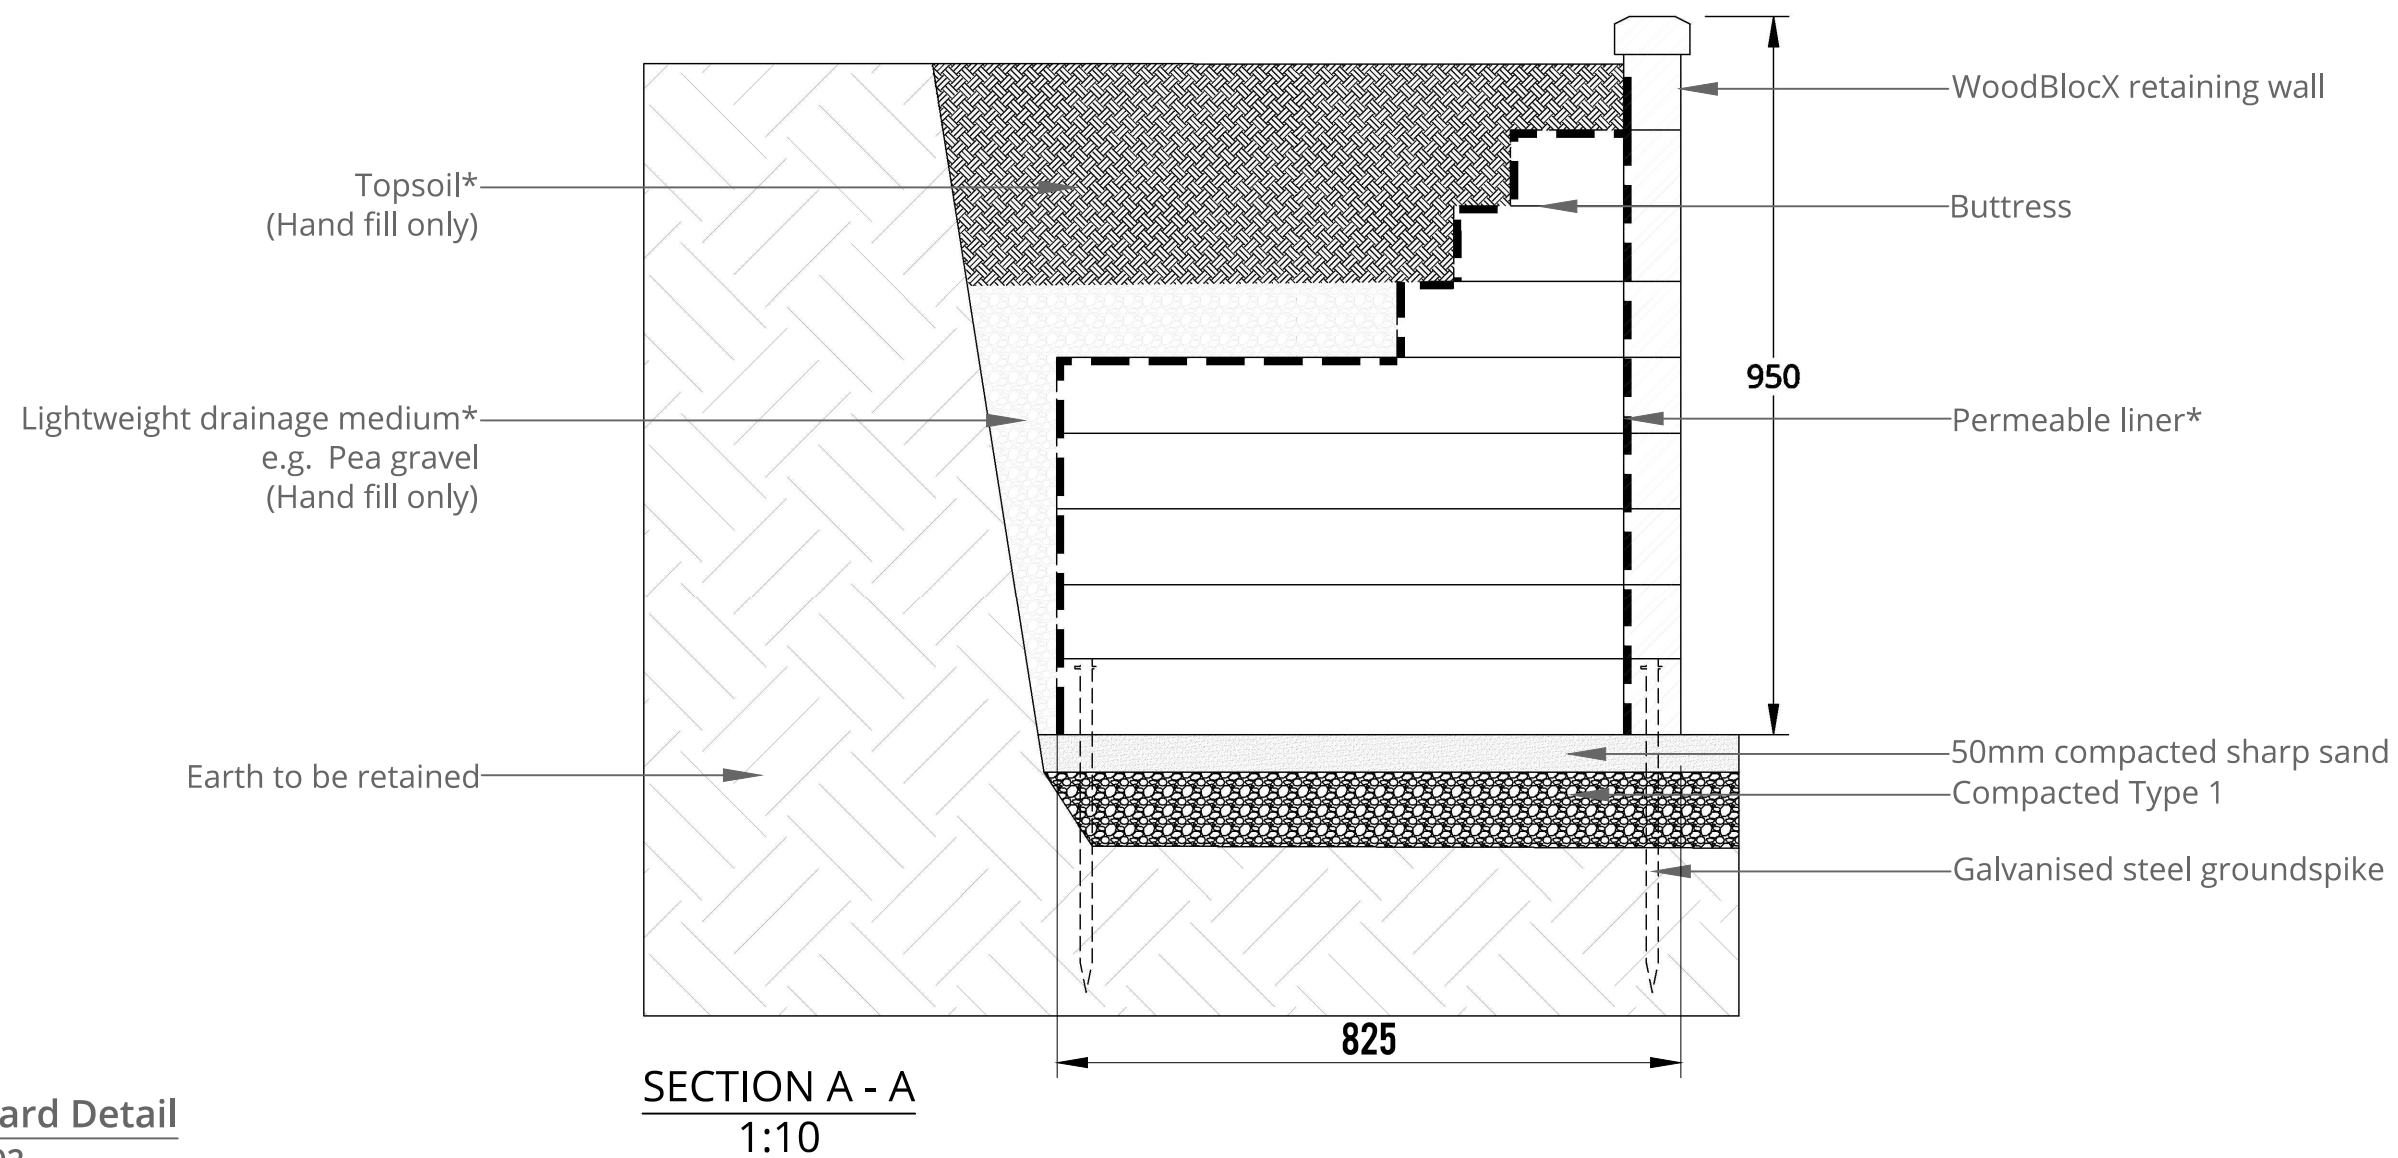 WoodBlocX retaining wall
Topsoil*
(Hand fill only)
Buttress
950
Lightweight drainage medium*
e.g. Pea gravel
(Hand fill only)
Permeable liner*
Earth to be retained
50mm compacted sharp sand
Compacted Type 1
Galvanised steel groundspike
825
SECTION A - A
1:10
ard Detail